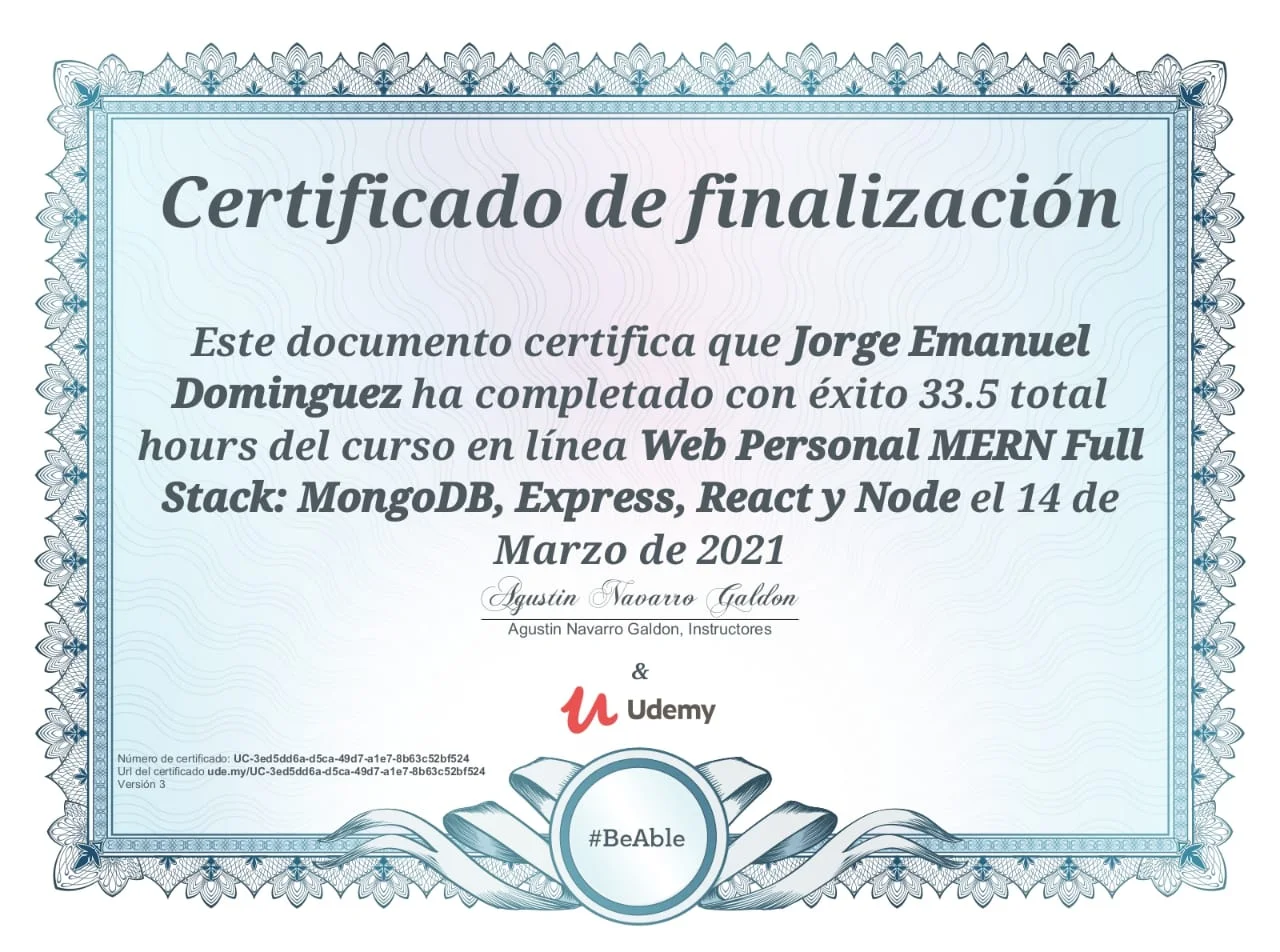 Certificado de finalización
Este documento certifica que Jorge Emanuel
Dominguez ha completado con éxito 33.5 total
hours del curso en línea Web Personal MERN Full
Stack: MongoDB, Express, React y Node el 14 de
Marzo de 2021
Agustin Navarro Galdon
Agustin Navarro Galdon, Instructores
&
Udemy
Número de certificado: UC-3ed5dd6a-d5ca-49d7-a1e7-8b63c52bf524
Url del certificado ude.my/UC-3ed5dd6a-d5ca-49d7-a1e7-8b63c52bf524
Versión 3
#BeAble